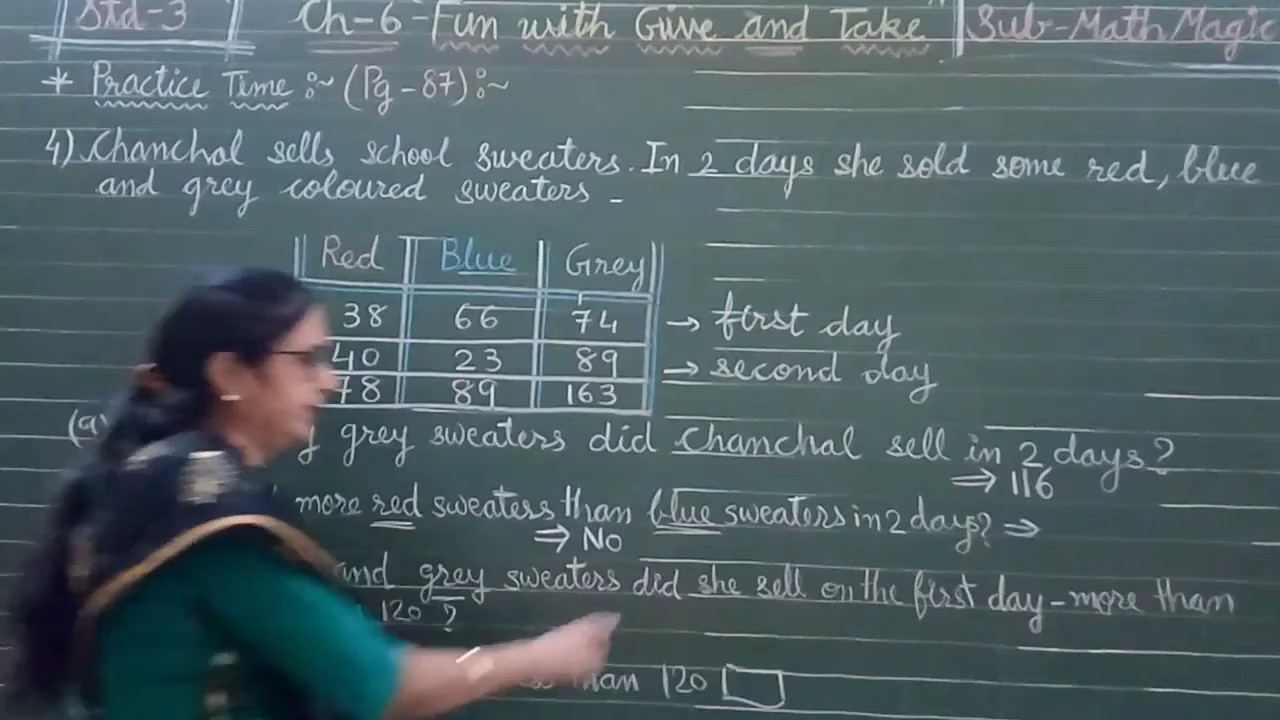 Std-3 Ch-6-Fun with Give and Take Sub-Math Magic
* Practice Time :~ (Pg-87):~
4) Chanchal sells school sweaters. In 2 days she sold some red, blue
and grey coloured sweaters -
Red Blue Grey
38 66 74 → first day
40 23 89 → second day
78 89 163
(a) grey sweaters did Chanchal sell in 2 days?
⇒ 116
more red sweaters than blue sweaters in 2 days? ⇒
⇒ No
and grey sweaters did she sell on the first day - more than
120 ?
than 120